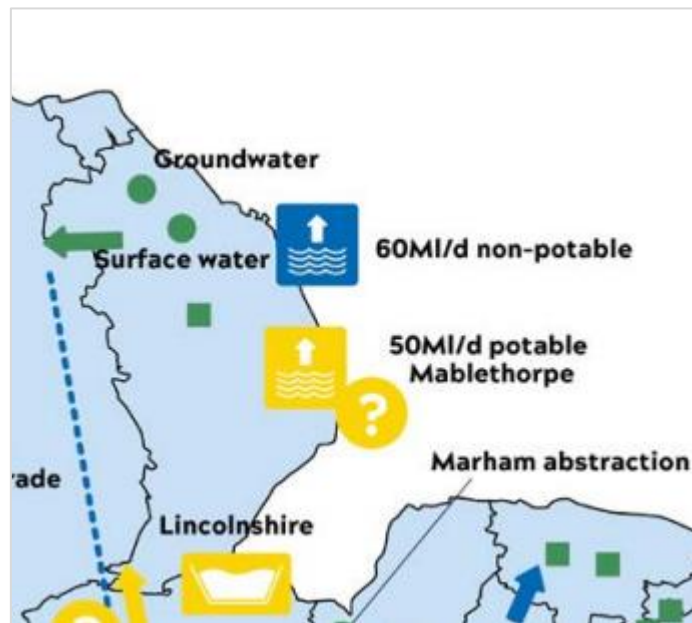 Groundwater
60Ml/d non-potable
Surface water
50Ml/d potable
Mablethorpe
?
Marham abstraction
rade
Lincolnshire